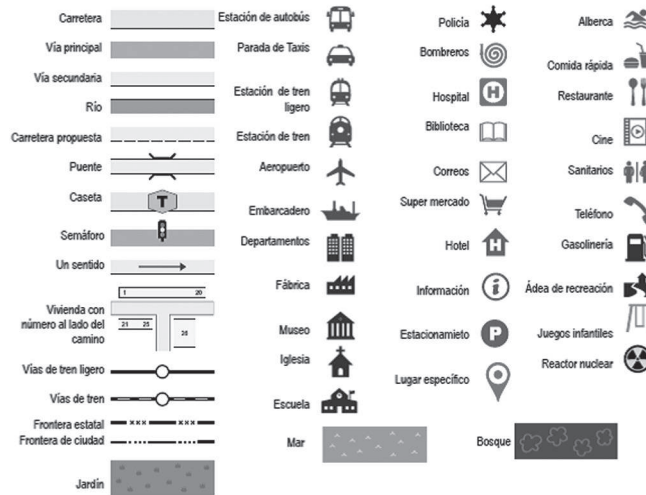 Carretera
Vía principal
Vía secundaria
Río
Carretera propuesta
Puente
Caseta
T
Semáforo
Un sentido
1 20
Vivienda con
número al lado del
camino
21 25 26
Vías de tren ligero
Vías de tren
Frontera estatal
Frontera de ciudad
Jardín
Estación de autobús
Parada de Taxis
Estación de tren
ligero
Estación de tren
Aeropuerto
Embarcadero
Departamentos
Fábrica
Museo
Iglesia
Escuela
Mar
Policía
Bombreros
Hospital
H
Biblioteca
Correos
Super mercado
Hotel
H
Información
i
Estacionamieto
P
Lugar específico
Bosque
Alberca
Comida rápida
Restaurante
Cine
Sanitarios
Teléfono
Gasolinería
Ádea de recreación
Juegos infantiles
Reactor nuclear